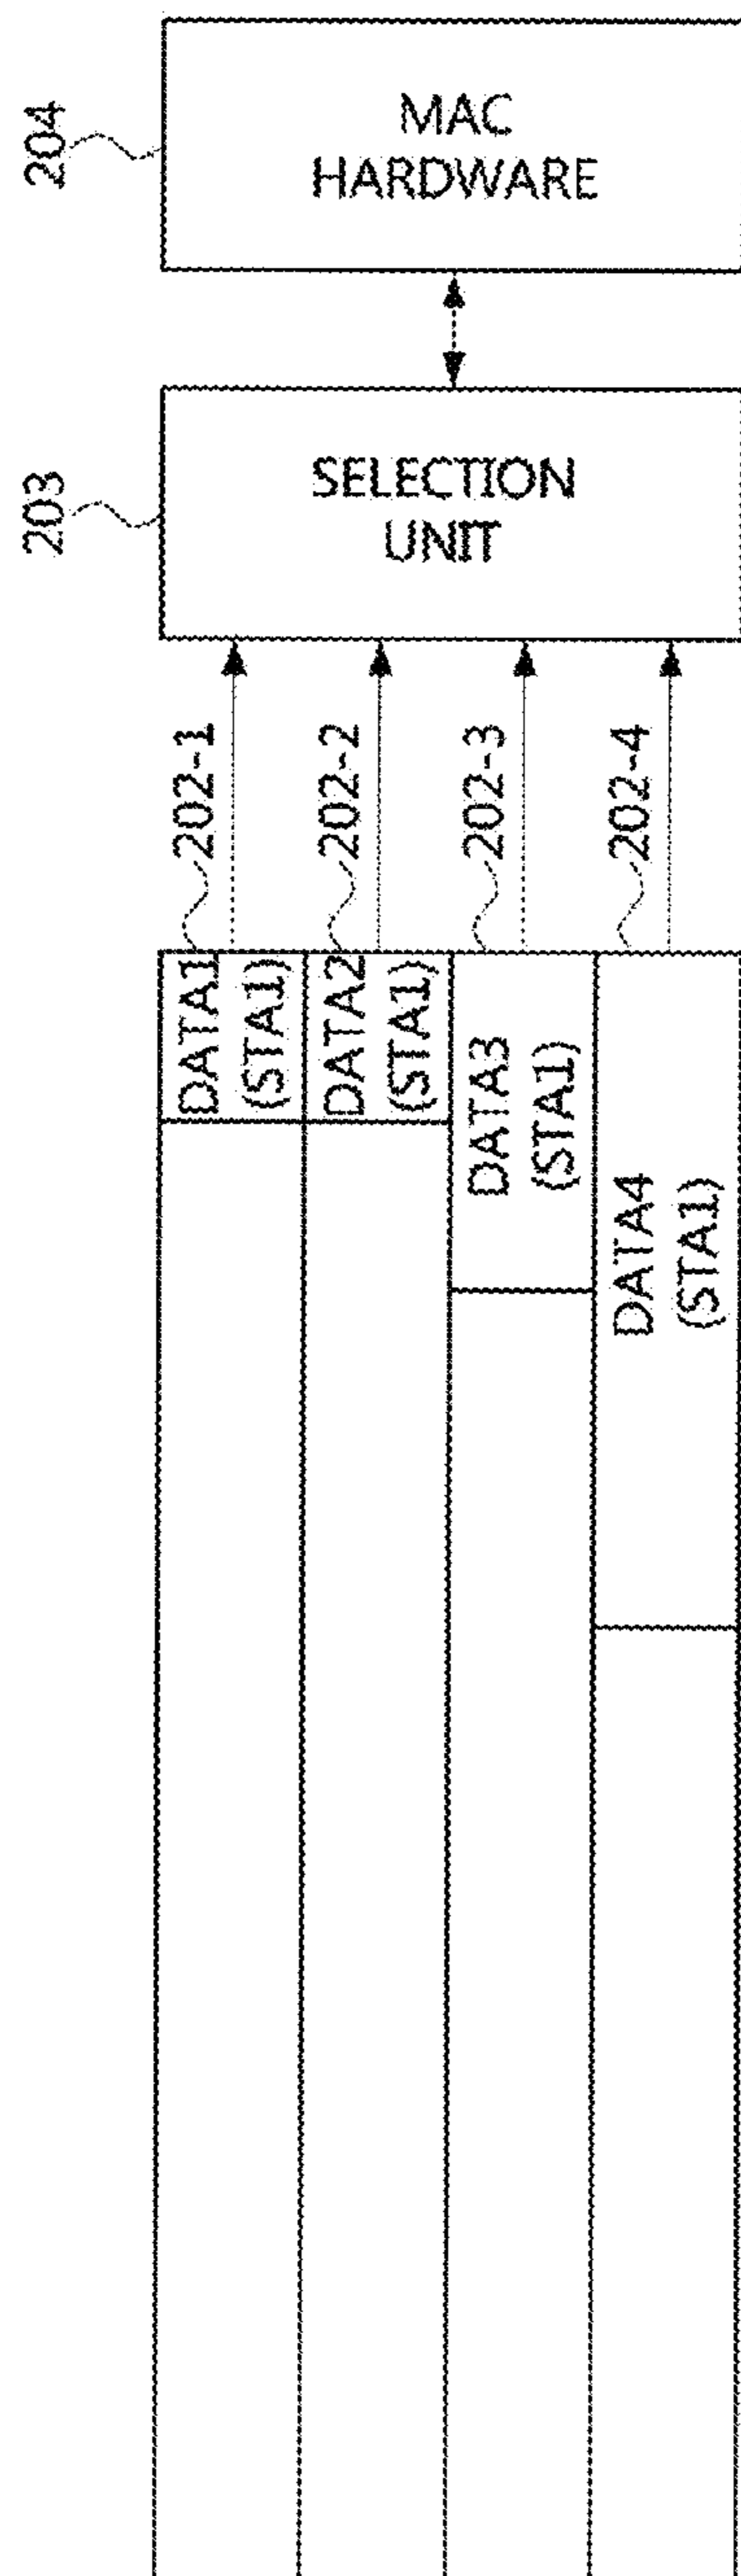 204
MAC
HARDWARE
203
SELECTION
UNIT
202-1
202-2
202-3
202-4
DATA1
(STA1)
DATA2
(STA1)
DATA3
(STA1)
DATA4
(STA1)